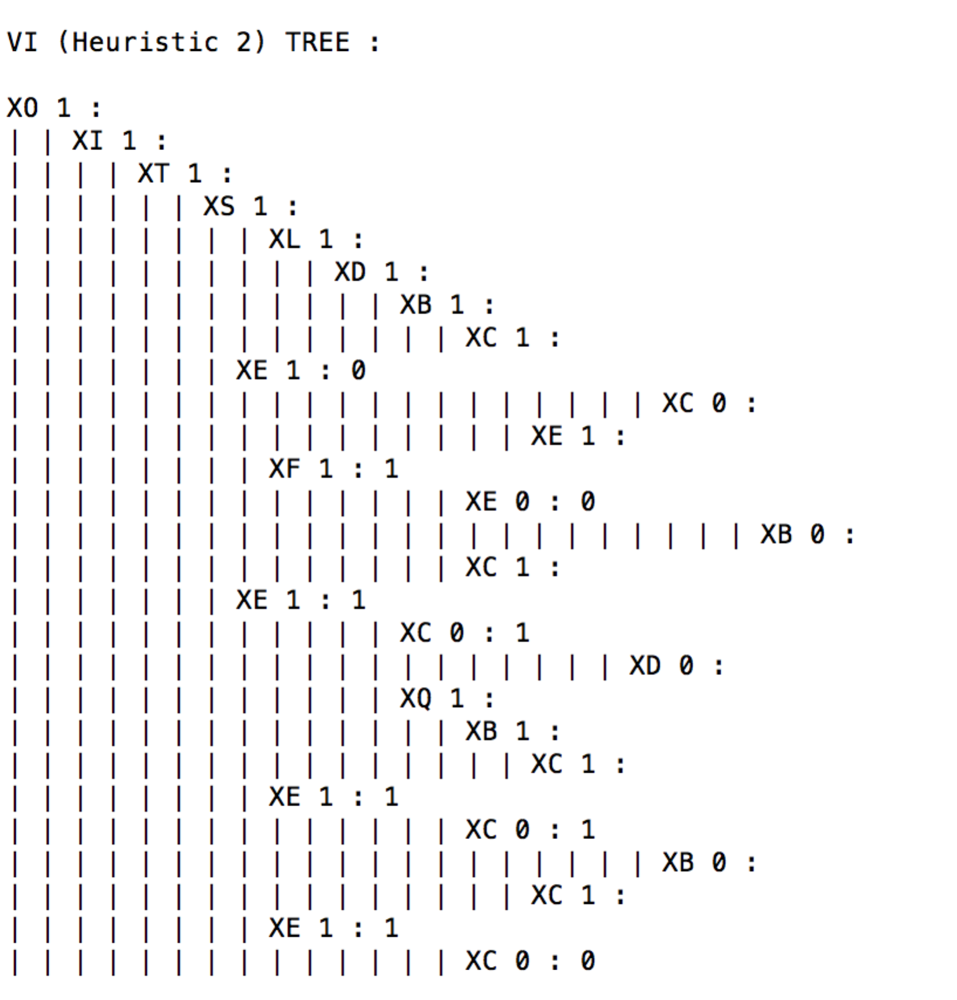 VI (Heuristic 2) TREE :
XO 1 :
| | XI 1 :
| | | | XT 1 :
| | | | | | XS 1 :
| | | | | | | | XL 1 :
| | | | | | | | | | XD 1 :
| | | | | | | | | | | | XB 1 :
| | | | | | | | | | | | | | XC 1 :
| | | | | | | XE 1 : 0
| | | | | | | | | | | | | | | | | | | | XC 0 :
| | | | | | | | | | | | | | | | XE 1 :
| | | | | | | | XF 1 : 1
| | | | | | | | | | | | | | XE 0 : 0
| | | | | | | | | | | | | | | | | | | | | | | XB 0 :
| | | | | | | | | | | | | | XC 1 :
| | | | | | | XE 1 : 1
| | | | | | | | | | | | XC 0 : 1
| | | | | | | | | | | | | | | | | | | XD 0 :
| | | | | | | | | | | | XQ 1 :
| | | | | | | | | | | | | | XB 1 :
| | | | | | | | | | | | | | | | XC 1 :
| | | | | | | | XE 1 : 1
| | | | | | | | | | | | | | XC 0 : 1
| | | | | | | | | | | | | | | | | | | | XB 0 :
| | | | | | | | | | | | | | | | XC 1 :
| | | | | | | | XE 1 : 1
| | | | | | | | | | | | | | XC 0 : 0